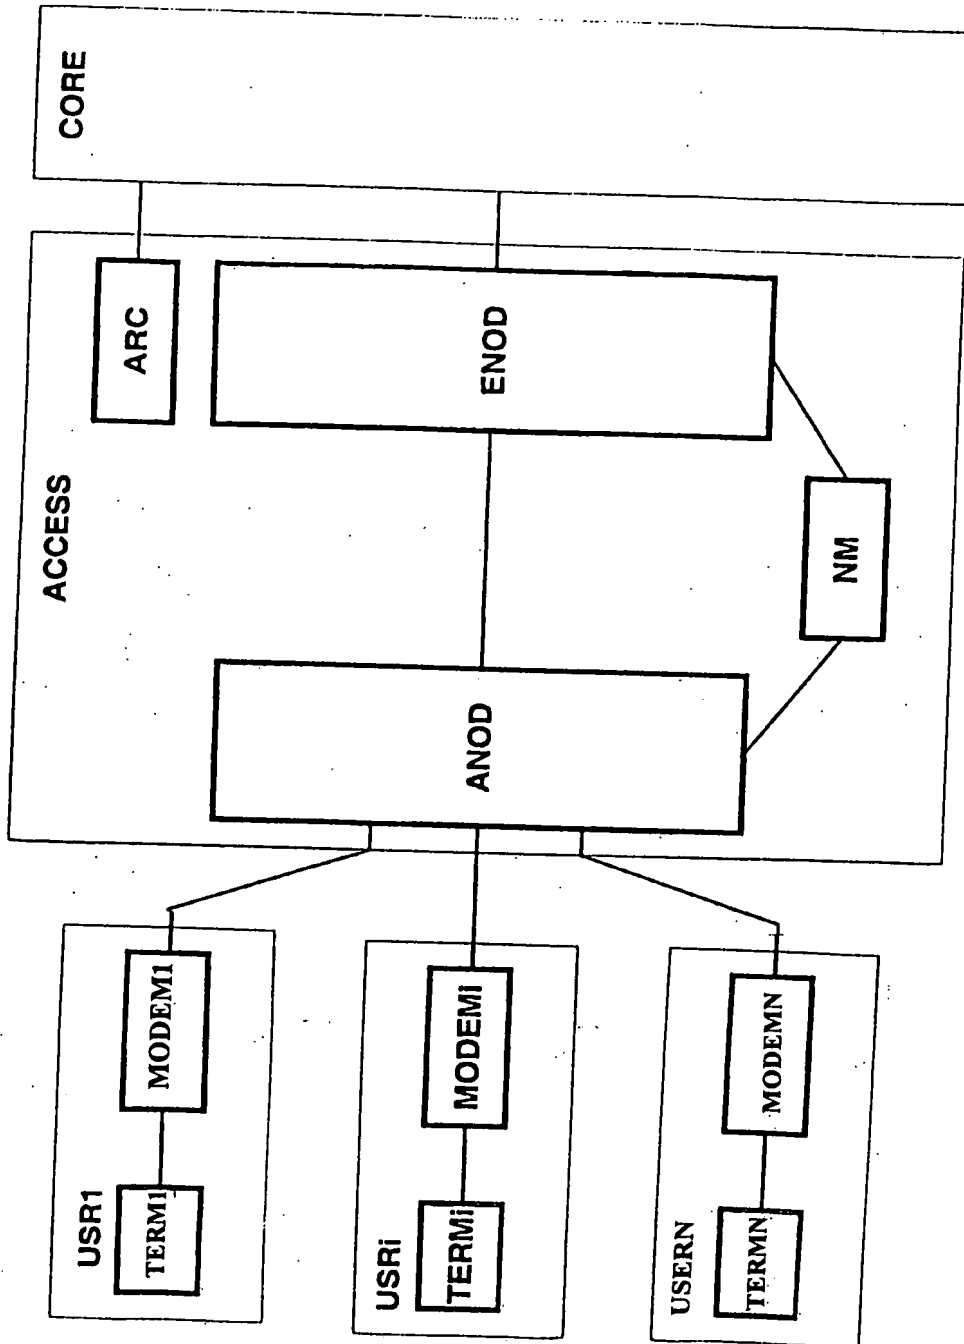 CORE
ARC
ENOD
ACCESS
NM
ANOD
MODEM1
MODEMi
MODEMN
USR1
TERM1
USRi
TERMi
USERN
TERMN